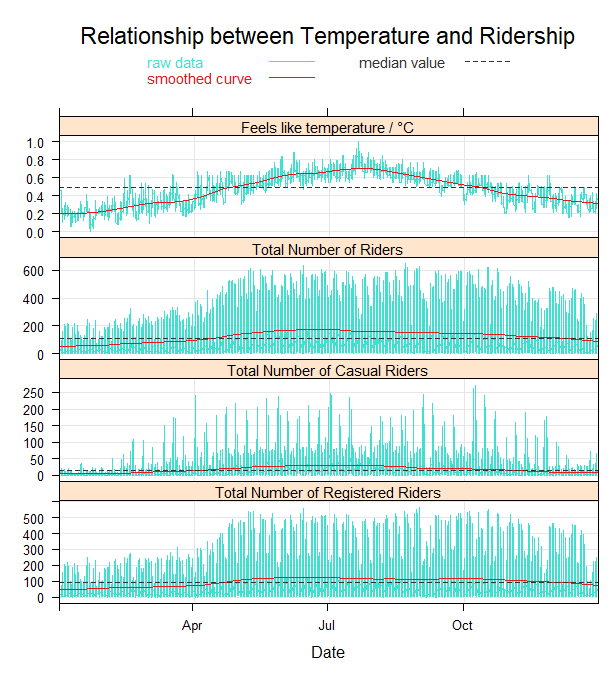 Relationship between Temperature and Ridership
raw data median value
smoothed curve
Feels like temperature / °C
1.0
0.8
0.6
0.4
0.2
0.0
Total Number of Riders
600
400
200
0
Total Number of Casual Riders
250
200
150
100
50
0
Total Number of Registered Riders
500
400
300
200
100
0
Apr Jul Oct
Date